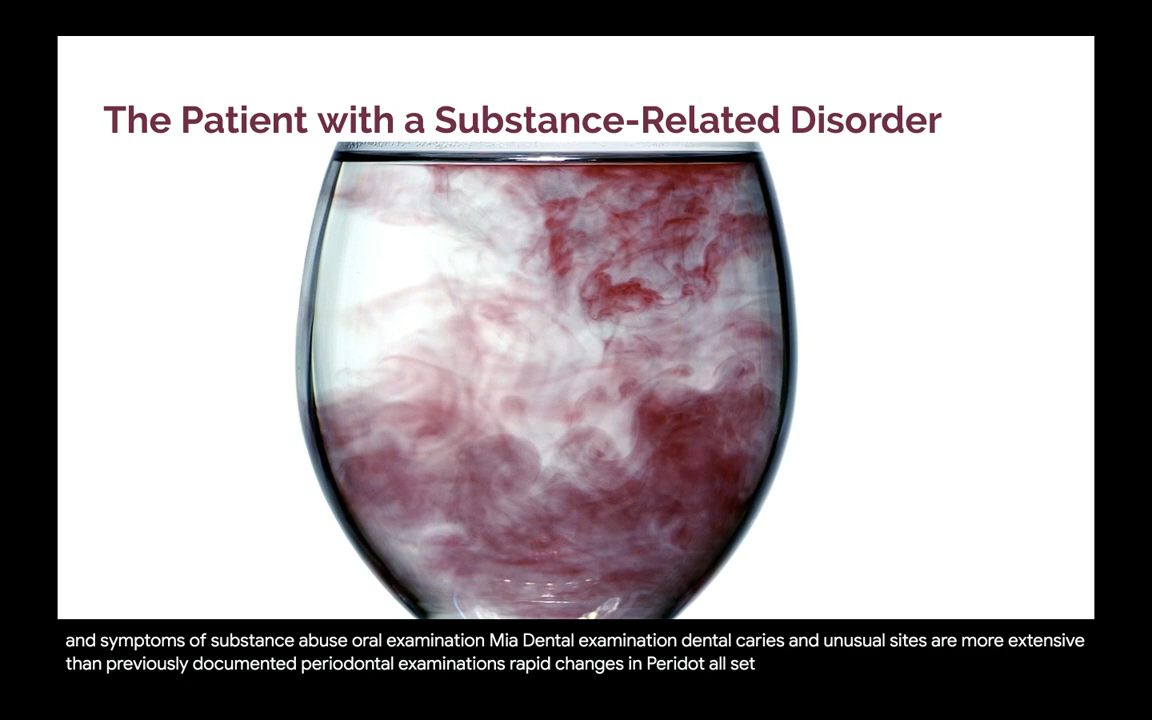 The Patient with a Substance-Related Disorder
and symptoms of substance abuse oral examination Mia Dental examination dental caries and unusual sites are more extensive
than previously documented periodontal examinations rapid changes in Peridot all set